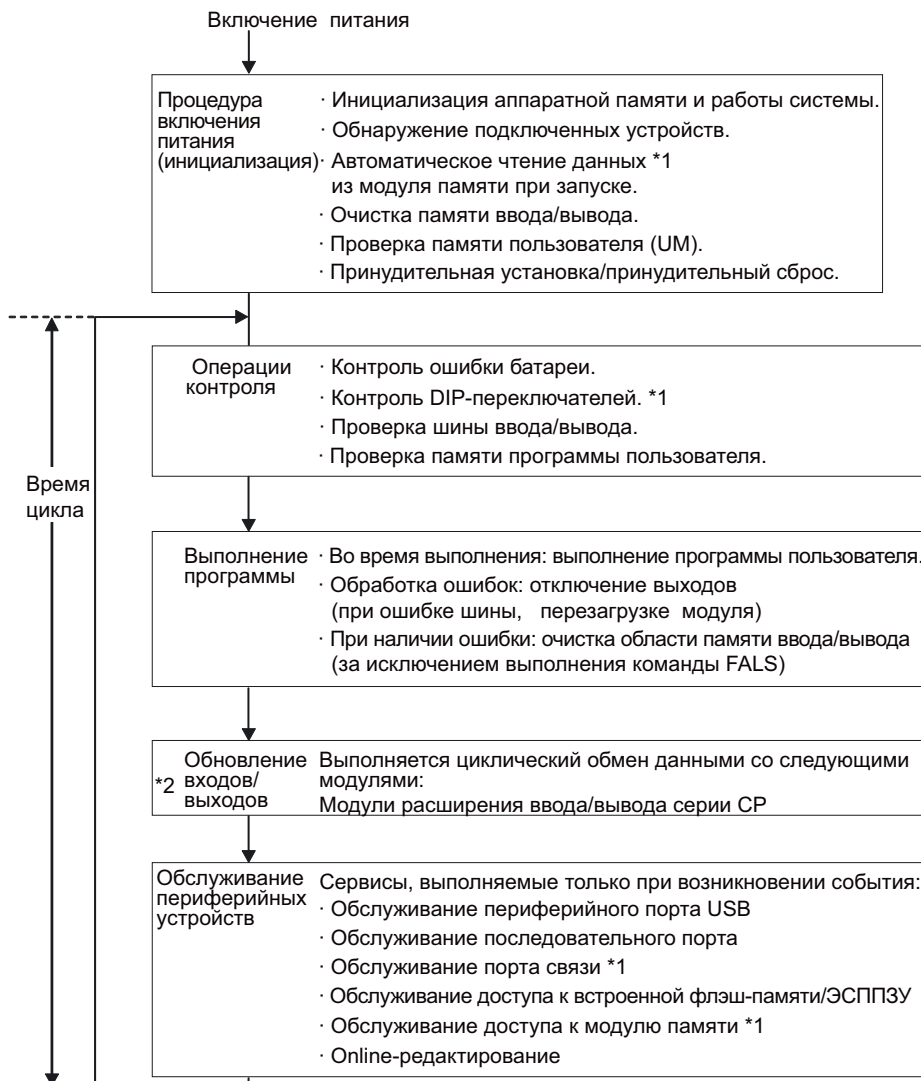 Включение питания
Процедура
включения
питания
(инициализация)
· Инициализация аппаратной памяти и работы системы.
· Обнаружение подключенных устройств.
· Автоматическое чтение данных *1
из модуля памяти при запуске.
· Очистка памяти ввода/вывода.
· Проверка памяти пользователя (UM).
· Принудительная установка/принудительный сброс.
Время
цикла
Операции
контроля
· Контроль ошибки батареи.
· Контроль DIP-переключателей. *1
· Проверка шины ввода/вывода.
· Проверка памяти программы пользователя.
Выполнение
программы
· Во время выполнения: выполнение программы пользователя.
· Обработка ошибок: отключение выходов
(при ошибке шины, перезагрузке модуля)
· При наличии ошибки: очистка области памяти ввода/вывода
(за исключением выполнения команды FALS)
*2
Обновление
входов/
выходов
Выполняется циклический обмен данными со следующими
модулями:
Модули расширения ввода/вывода серии CP
Обслуживание
периферийных
устройств
Сервисы, выполняемые только при возникновении события:
· Обслуживание периферийного порта USB
· Обслуживание последовательного порта
· Обслуживание порта связи *1
· Обслуживание доступа к встроенной флэш-памяти/ЭСППЗУ
· Обслуживание доступа к модулю памяти *1
· Online-редактирование